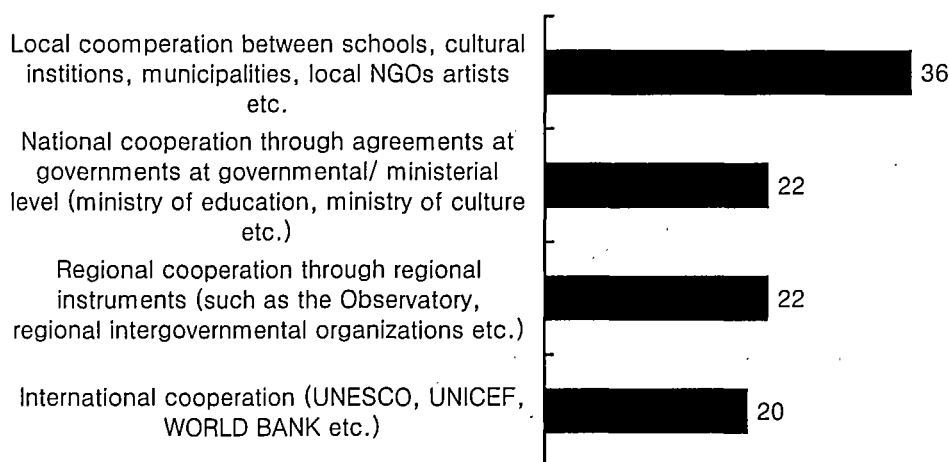 Local coomperation between schools, cultural
institions, municipalities, local NGOs artists
etc.
36
National cooperation through agreements at
governments at governmental/ ministerial
level (ministry of education, ministry of culture
etc.)
22
Regional cooperation through regional
instruments (such as the Observatory,
regional intergovernmental organizations etc.)
22
International cooperation (UNESCO, UNICEF,
WORLD BANK etc.)
20